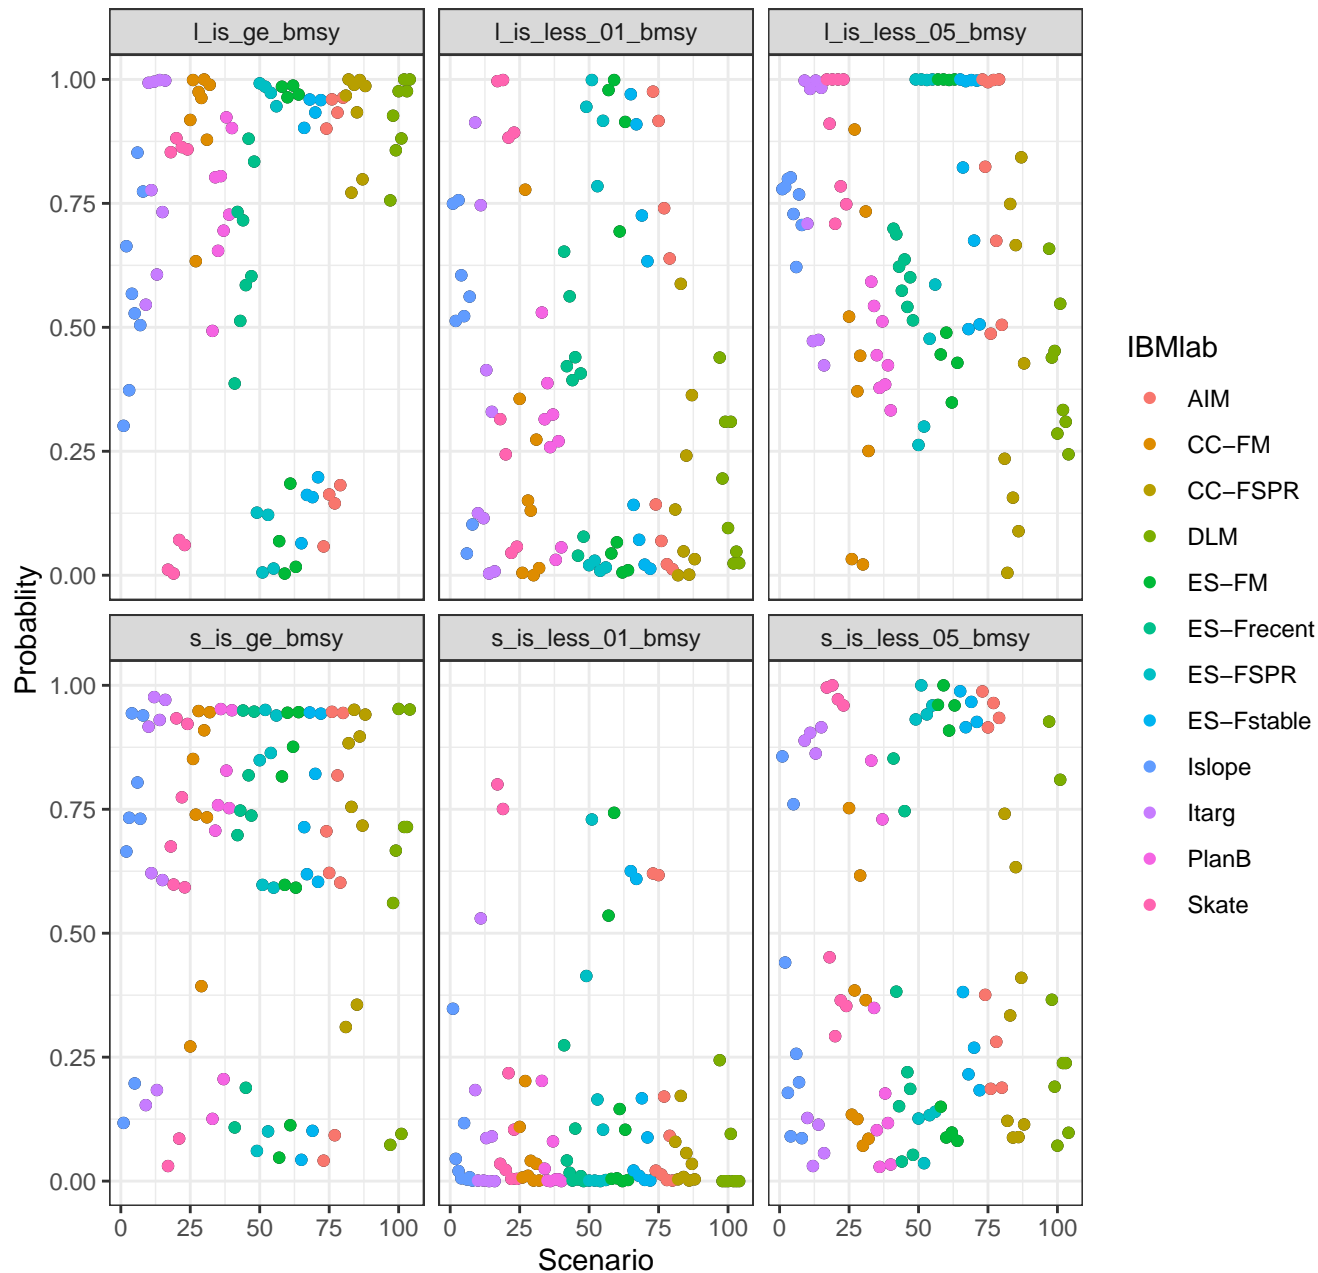 l_is_ge_bmsy
l_is_less_01_bmsy
l_is_less_05_bmsy
1.00
0.75
0.50
0.25
0.00
s_is_ge_bmsy
s_is_less_01_bmsy
s_is_less_05_bmsy
1.00
0.75
0.50
0.25
0.00
0 25 50 75 100
0 25 50 75 100
0 25 50 75 100
Scenario
Probablity
IBMlab
AIM
CC−FM
CC−FSPR
DLM
ES−FM
ES−Frecent
ES−FSPR
ES−Fstable
Islope
Itarg
PlanB
Skate